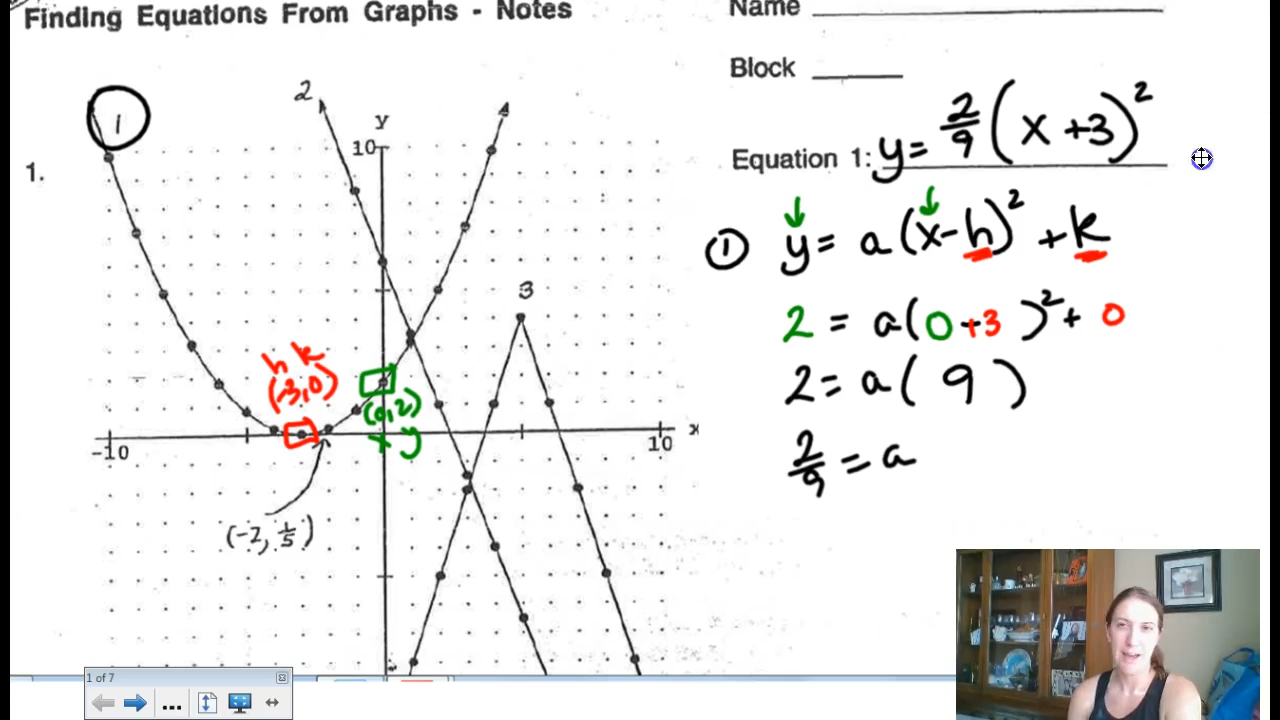 Finding Equations From Graphs - Notes
Name
Block
1.
1
2
y
10
3
-10
10
x
h k
(-3,0)
(0,2)
x y
(-2, 1/5)
Equation 1: y = 2/9 (x+3)²
① y = a(x-h)² + k
2 = a(0+3)² + 0
2 = a(9)
2/9 = a
1 of 7
...